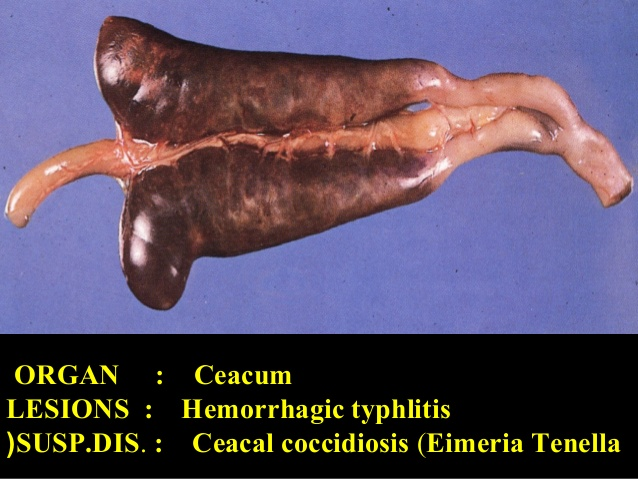 ORGAN : Ceacum
LESIONS : Hemorrhagic typhlitis
)SUSP.DIS. : Ceacal coccidiosis (Eimeria Tenella